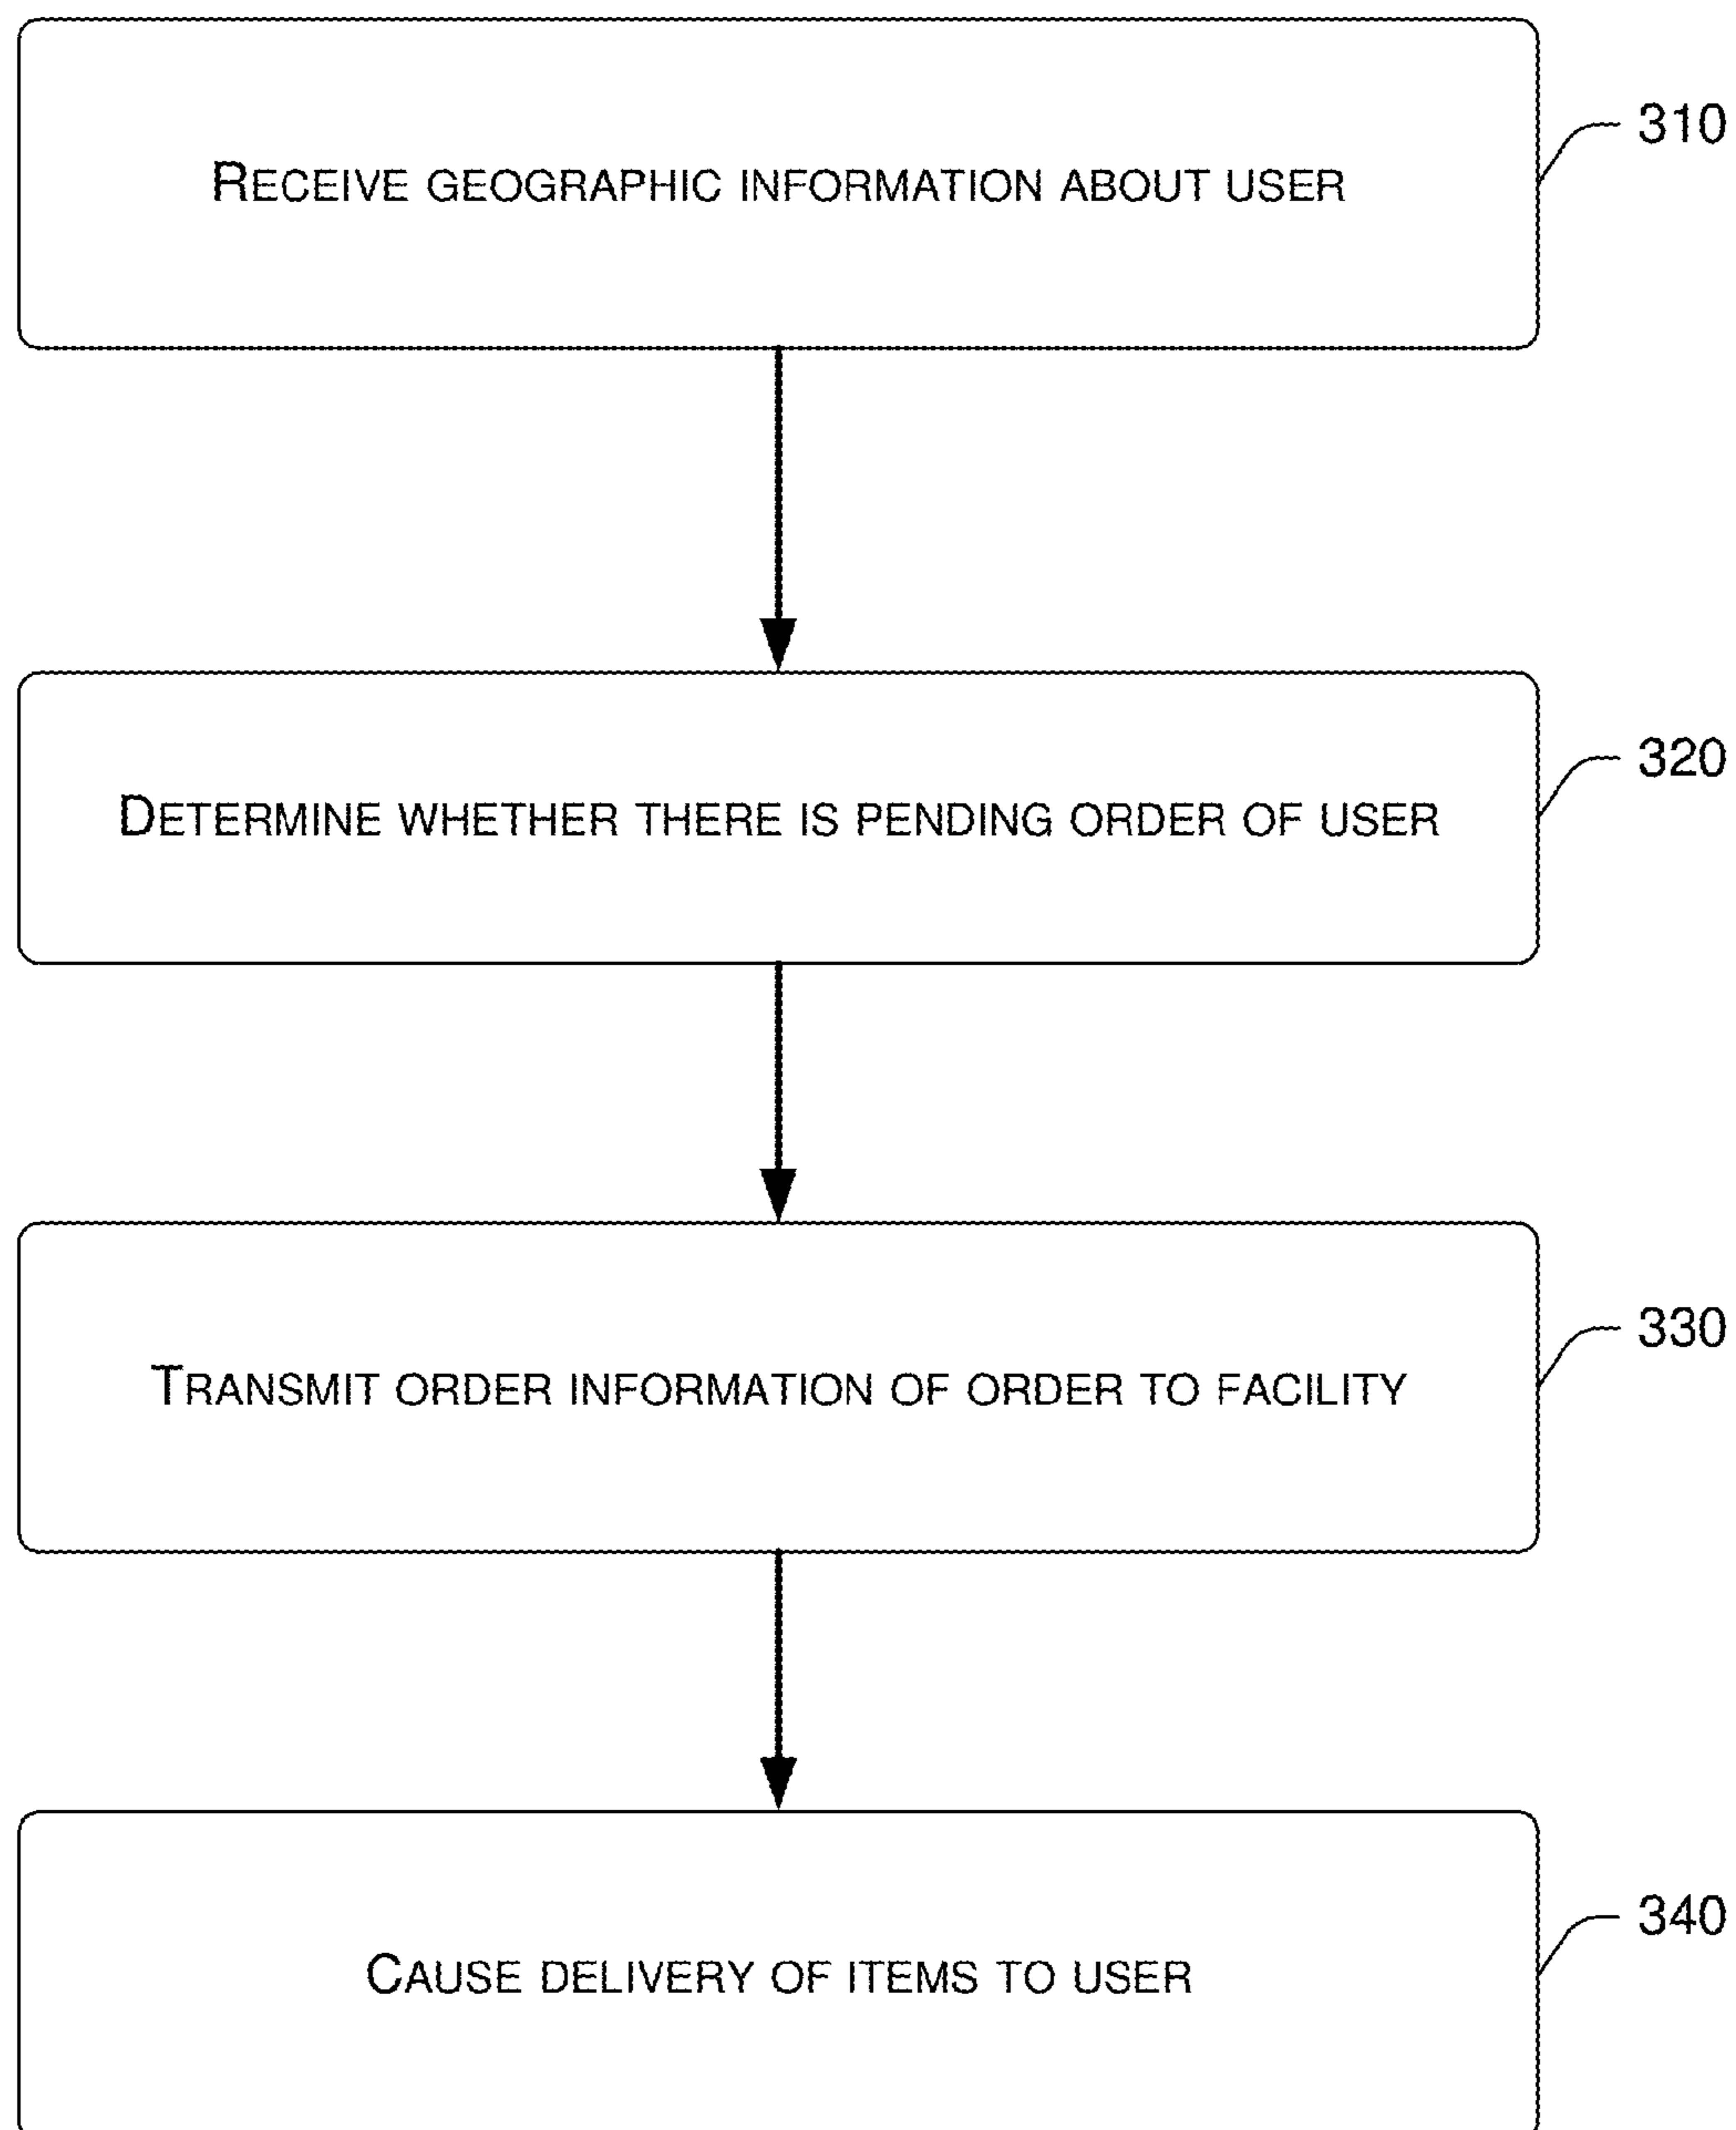 RECEIVE GEOGRAPHIC INFORMATION ABOUT USER
310
DETERMINE WHETHER THERE IS PENDING ORDER OF USER
320
TRANSMIT ORDER INFORMATION OF ORDER TO FACILITY
330
CAUSE DELIVERY OF ITEMS TO USER
340